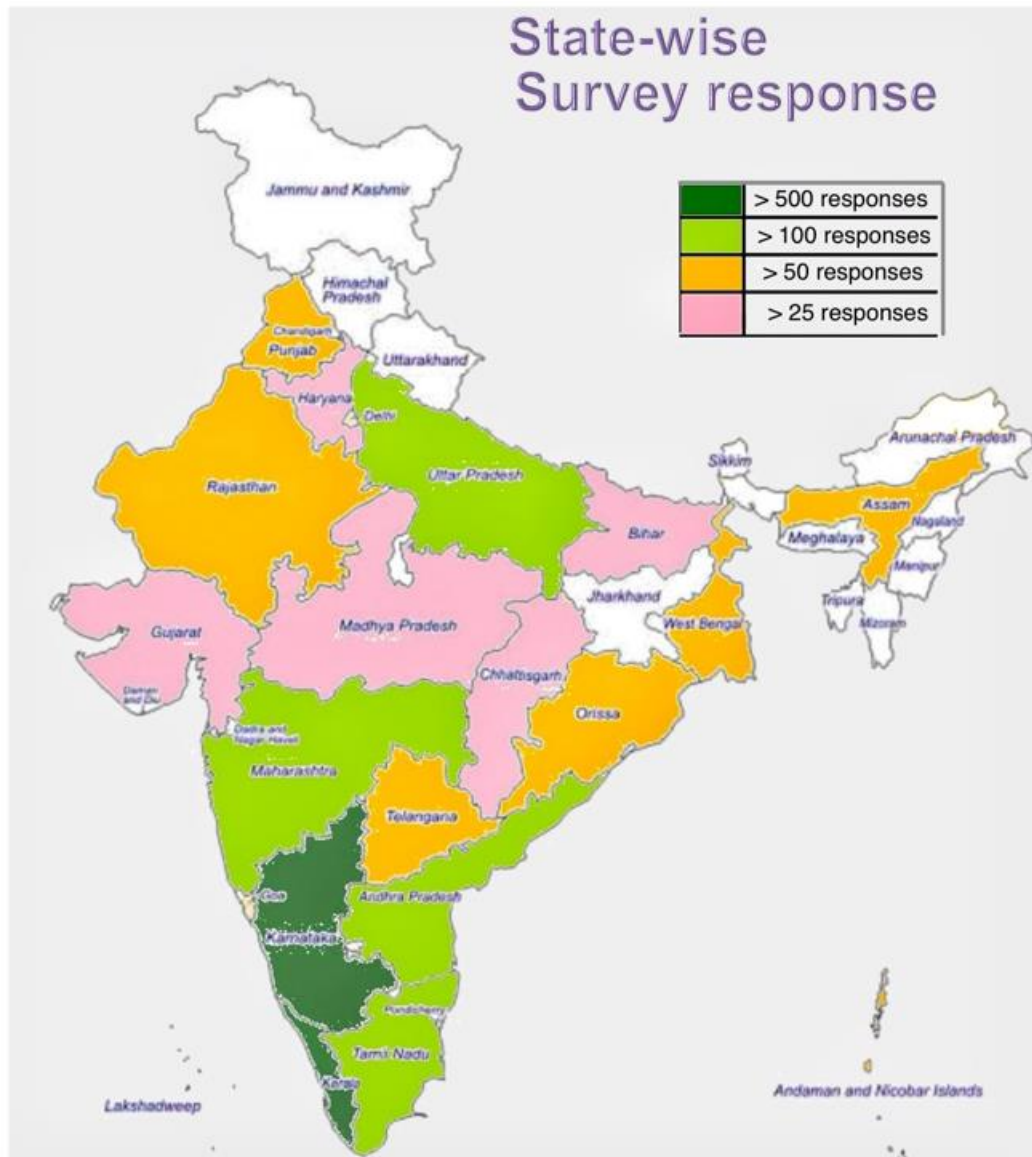 State-wise
Survey response
> 500 responses
> 100 responses
> 50 responses
> 25 responses
Jammu and Kashmir
Himachal
Pradesh
Chandigarh
Punjab
Uttarakhand
Haryana
Delhi
Arunachal Pradesh
Sikkim
Rajasthan
Uttar Pradesh
Assam
Nagaland
Bihar
Meghalaya
Manipur
Jharkhand
Tripura
Mizoram
Gujarat
Madhya Pradesh
West Bengal
Chhattisgarh
Daman
and Diu
Orissa
Dadra and
Nagar Haveli
Maharashtra
Telangana
Goa
Andhra Pradesh
Karnataka
Pondicherry
Tamil Nadu
Kerala
Lakshadweep
Andaman and Nicobar Islands